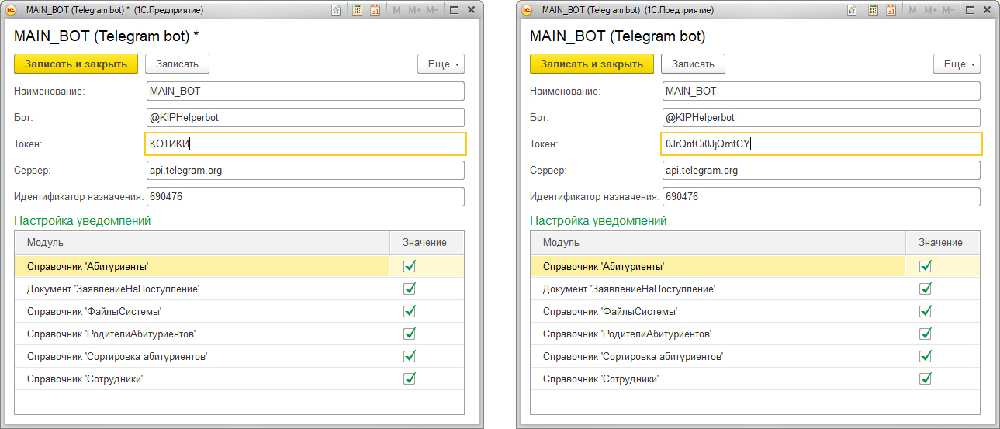 MAIN_BOT (Telegram bot) * (1С:Предприятие)
31 M M+ M-
MAIN_BOT (Telegram bot) *
Записать и закрыть Записать Еще
Наименование: MAIN_BOT
Бот: @KIPHelperbot
Токен: КОТИКИ
Сервер: api.telegram.org
Идентификатор назначения: 690476
Настройка уведомлений
Модуль Значение
Справочник 'Абитуриенты'
Документ 'ЗаявлениеНаПоступление'
Справочник 'ФайлыСистемы'
Справочник 'РодителиАбитуриентов'
Справочник 'Сортировка абитуриентов'
Справочник 'Сотрудники'
MAIN_BOT (Telegram bot) (1С:Предприятие)
31 M M+ M-
MAIN_BOT (Telegram bot)
Записать и закрыть Записать Еще
Наименование: MAIN_BOT
Бот: @KIPHelperbot
Токен: 0JrQntCi0JjQmtCY
Сервер: api.telegram.org
Идентификатор назначения: 690476
Настройка уведомлений
Модуль Значение
Справочник 'Абитуриенты'
Документ 'ЗаявлениеНаПоступление'
Справочник 'ФайлыСистемы'
Справочник 'РодителиАбитуриентов'
Справочник 'Сортировка абитуриентов'
Справочник 'Сотрудники'